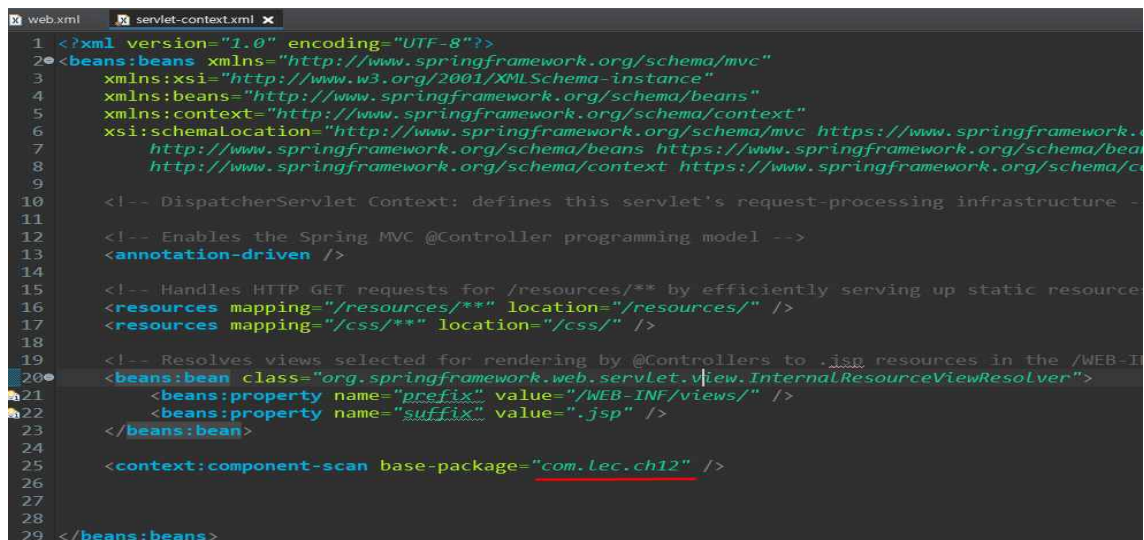 web.xml servlet-context.xml
1 <?xml version="1.0" encoding="UTF-8"?>
2 <beans:beans xmlns="http://www.springframework.org/schema/mvc"
3 xmlns:xsi="http://www.w3.org/2001/XMLSchema-instance"
4 xmlns:beans="http://www.springframework.org/schema/beans"
5 xmlns:context="http://www.springframework.org/schema/context"
6 xsi:schemaLocation="http://www.springframework.org/schema/mvc https://www.springframework.
7 http://www.springframework.org/schema/beans https://www.springframework.org/schema/bea
8 http://www.springframework.org/schema/context https://www.springframework.org/schema/c
9
10 <!-- DispatcherServlet Context: defines this servlet's request-processing infrastructure -
11
12 <!-- Enables the Spring MVC @Controller programming model -->
13 <annotation-driven />
14
15 <!-- Handles HTTP GET requests for /resources/** by efficiently serving up static resource
16 <resources mapping="/resources/**" location="/resources/" />
17 <resources mapping="/css/**" location="/css/" />
18
19 <!-- Resolves views selected for rendering by @Controllers to .jsp resources in the /WEB-I
20 <beans:bean class="org.springframework.web.servlet.view.InternalResourceViewResolver">
21 <beans:property name="prefix" value="/WEB-INF/views/" />
22 <beans:property name="suffix" value=".jsp" />
23 </beans:bean>
24
25 <context:component-scan base-package="com.lec.ch12" />
26
27
28
29 </beans:beans>